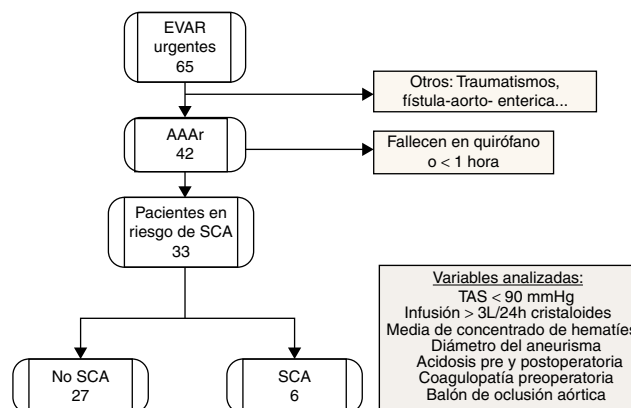 EVAR
urgentes
65
Otros: Traumatismos,
fístula-aorto- enterica...
AAAr
42
Fallecen en quirófano
o < 1 hora
Pacientes en
riesgo de SCA
33
Variables analizadas:
TAS < 90 mmHg
Infusión > 3L/24h cristaloides
Media de concentrado de hematíes
Diámetro del aneurisma
Acidosis pre y postoperatoria
Coagulopatía preoperatoria
Balón de oclusión aórtica
No SCA
27
SCA
6